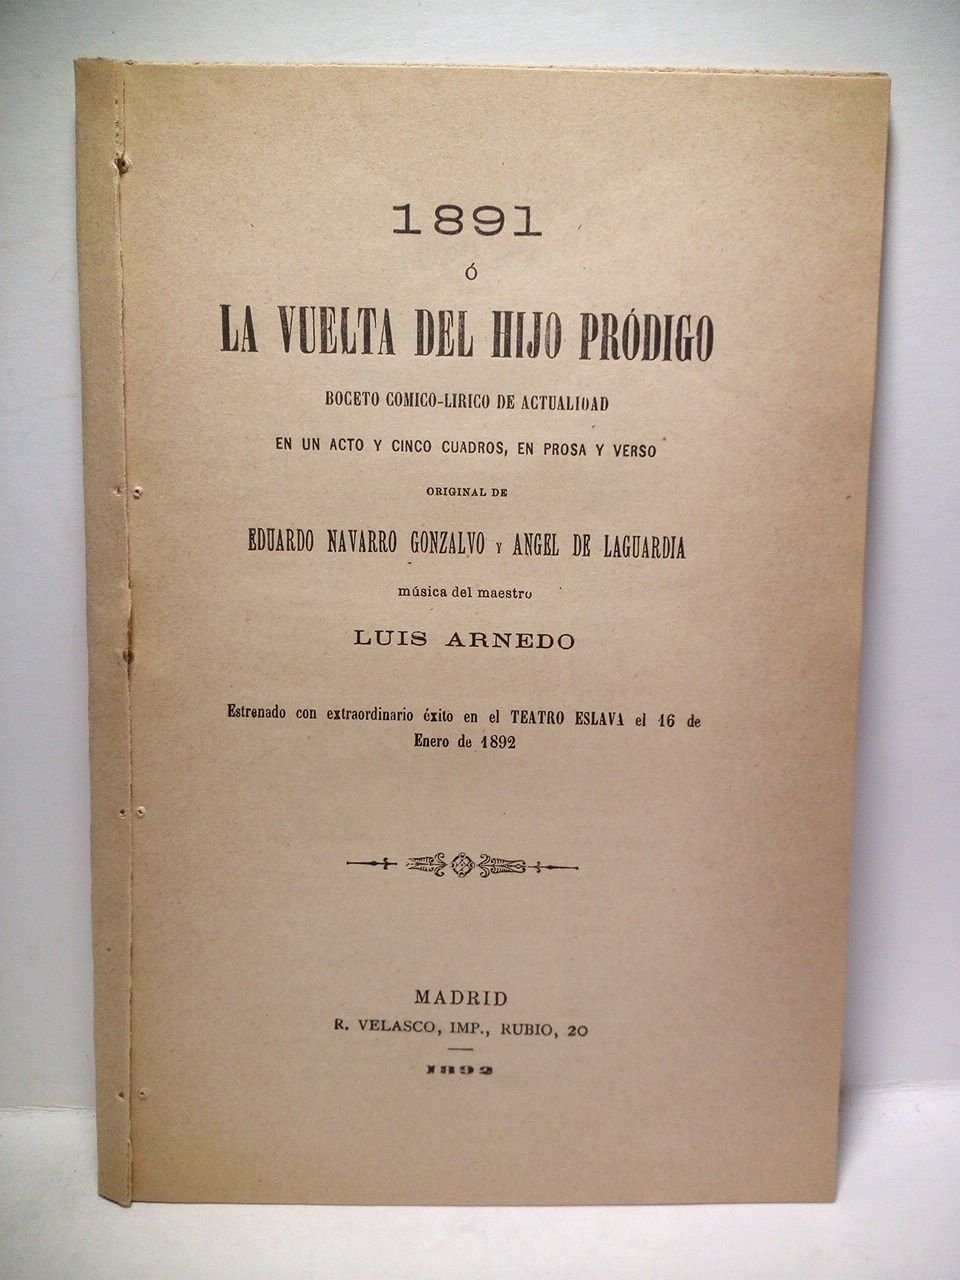 1891
Ó
LA VUELTA DEL HIJO PRÓDIGO
BOCETO COMICO-LIRICO DE ACTUALIDAD
EN UN ACTO Y CINCO CUADROS, EN PROSA Y VERSO
ORIGINAL DE
EDUARDO NAVARRO GONZALVO Y ANGEL DE LAGUARDIA
música del maestro
LUIS ARNEDO
Estrenado con extraordinario éxito en el TEATRO ESLAVA el 16 de
Enero de 1892
MADRID
R. VELASCO, IMP., RUBIO, 20
1892